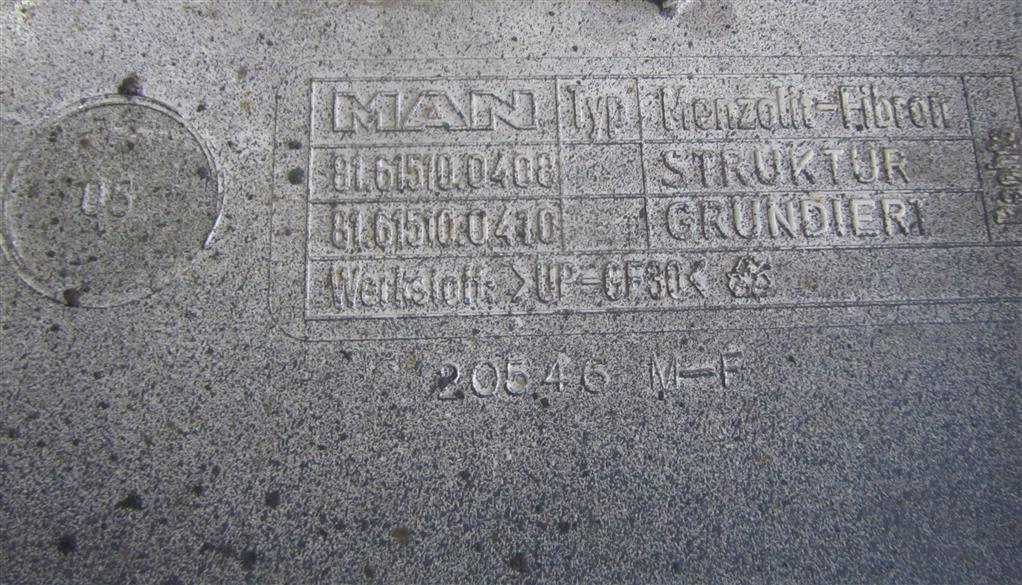 MAN Typ Menzolit-Fibron
81.61510.0408 STRUKTUR
81.61510.0410 GRUNDIERT
Werkstoff: >UP-GF30<
20546 M-F